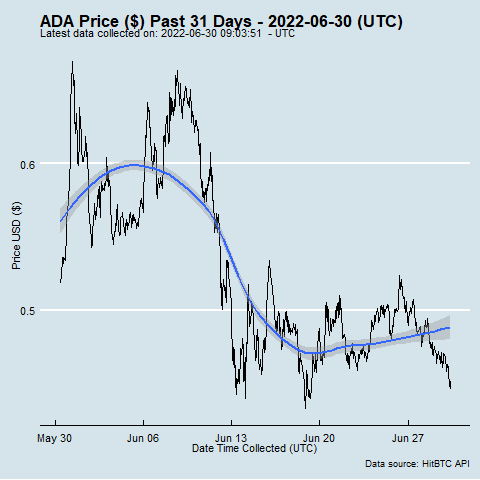 ADA Price ($) Past 31 Days - 2022-06-30 (UTC)
Latest data collected on: 2022-06-30 09:03:51 - UTC
0.6
0.5
Price USD ($)
May 30 Jun 06 Jun 13 Jun 20 Jun 27
Date Time Collected (UTC)
Data source: HitBTC API